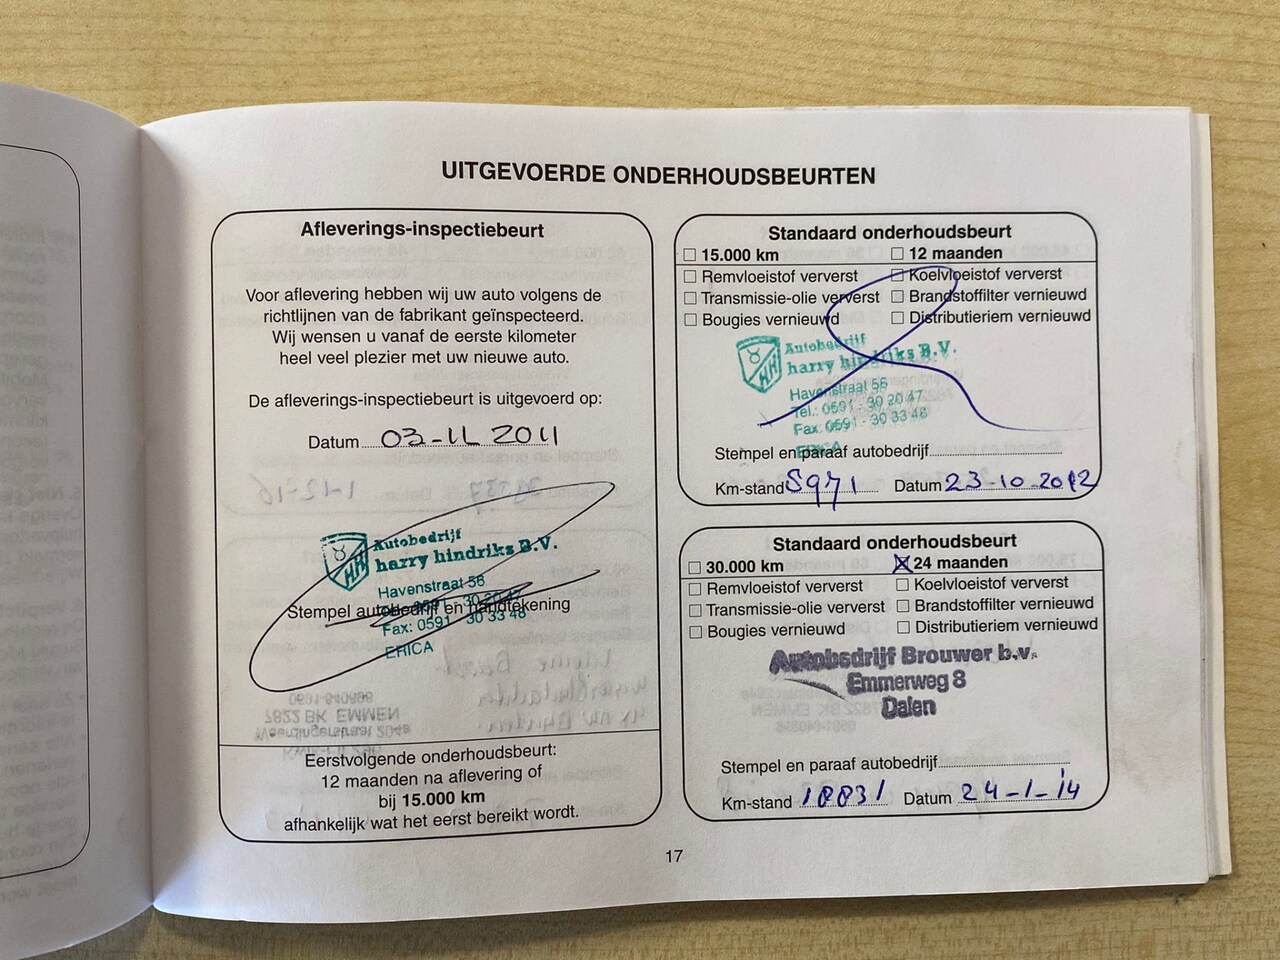 UITGEVOERDE ONDERHOUDSBEURTEN
Afleverings-inspectiebeurt
Voor aflevering hebben wij uw auto volgens de
richtlijnen van de fabrikant geïnspecteerd.
Wij wensen u vanaf de eerste kilometer
heel veel plezier met uw nieuwe auto.
De afleverings-inspectiebeurt is uitgevoerd op:
Datum 03-11 2011
Autobedrijf
harry hindriks B.V.
Havenstraat 56
Stempel autobedrijf en handtekening
Fax: 0591 - 30 33 48
ERICA
Eerstvolgende onderhoudsbeurt:
12 maanden na aflevering of
bij 15.000 km
afhankelijk wat het eerst bereikt wordt.
Standaard onderhoudsbeurt
15.000 km 12 maanden
Remvloeistof ververst Koelvloeistof ververst
Transmissie-olie ververst Brandstoffilter vernieuwd
Bougies vernieuwd Distributieriem vernieuwd
Autobedrijf
harry hindriks B.V.
Havenstraat 56
Tel.: 0591 - 30 20 47
Fax: 0591 - 30 33 48
ERICA
Stempel en paraaf autobedrijf
Km-stand 8971 Datum 23-10-2012
Standaard onderhoudsbeurt
30.000 km 24 maanden
Remvloeistof ververst Koelvloeistof ververst
Transmissie-olie ververst Brandstoffilter vernieuwd
Bougies vernieuwd Distributieriem vernieuwd
Autobedrijf Brouwer b.v.
Emmerweg 8
Dalen
Stempel en paraaf autobedrijf
Km-stand 18831 Datum 24-1-14
17